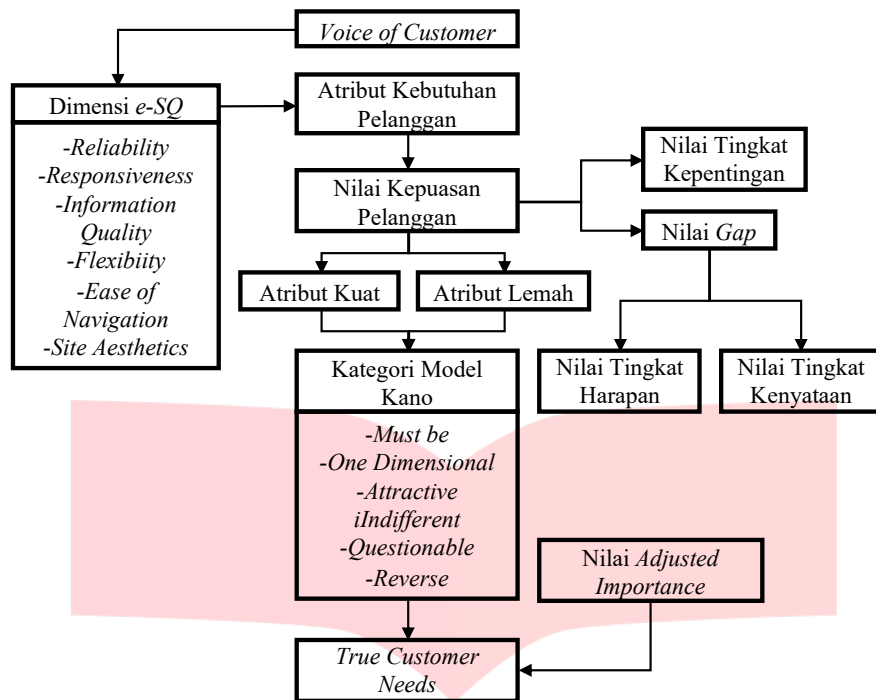 Voice of Customer
Dimensi e-SQ
-Reliability
-Responsiveness
-Information
Quality
-Flexibiity
-Ease of
Navigation
-Site Aesthetics
Atribut Kebutuhan
Pelanggan
Nilai Kepuasan
Pelanggan
Nilai Tingkat
Kepentingan
Nilai Gap
Atribut Kuat
Atribut Lemah
Nilai Tingkat
Harapan
Nilai Tingkat
Kenyataan
Kategori Model
Kano
-Must be
-One Dimensional
-Attractive
iIndifferent
-Questionable
-Reverse
Nilai Adjusted
Importance
True Customer
Needs